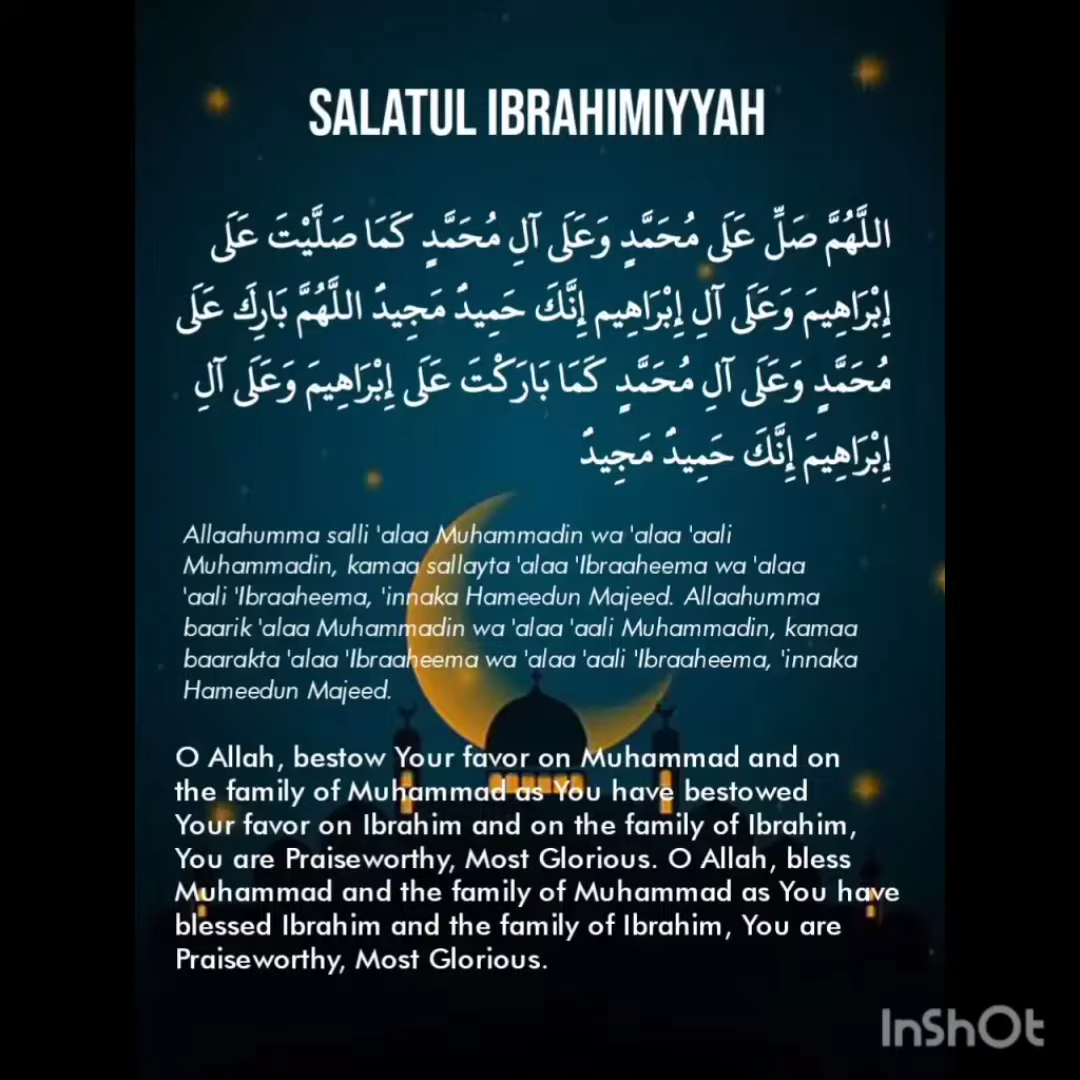 SALATUL IBRAHIMIYYAH
اللَّهُمَّ صَلِّ عَلَى مُحَمَّدٍ وَعَلَى آلِ مُحَمَّدٍ كَمَا صَلَّيْتَ عَلَى
إِبْرَاهِيمَ وَعَلَى آلِ إِبْرَاهِيم إِنَّكَ حَمِيدٌ مَجِيدٌ اللَّهُمَّ بَارِكَ عَلَى
مُحَمَّدٍ وَعَلَى آلِ مُحَمَّدٍ كَمَا بَارَكْتَ عَلَى إِبْرَاهِيمَ وَعَلَى آلِ
إِبْرَاهِيمَ إِنَّكَ حَمِيدٌ مَجِيدٌ
Allaahumma salli 'alaa Muhammadin wa 'alaa 'aali
Muhammadin, kamaa sallayta 'alaa 'Ibraaheema wa 'alaa
'aali 'Ibraaheema, 'innaka Hameedun Majeed. Allaahumma
baarik 'alaa Muhammadin wa 'alaa 'aali Muhammadin, kamaa
baarakta 'alaa 'Ibraaheema wa 'alaa 'aali 'Ibraaheema, 'innaka
Hameedun Majeed.
O Allah, bestow Your favor on Muhammad and on
the family of Muhammad as You have bestowed
Your favor on Ibrahim and on the family of Ibrahim,
You are Praiseworthy, Most Glorious. O Allah, bless
Muhammad and the family of Muhammad as You have
blessed Ibrahim and the family of Ibrahim, You are
Praiseworthy, Most Glorious.
InShOt